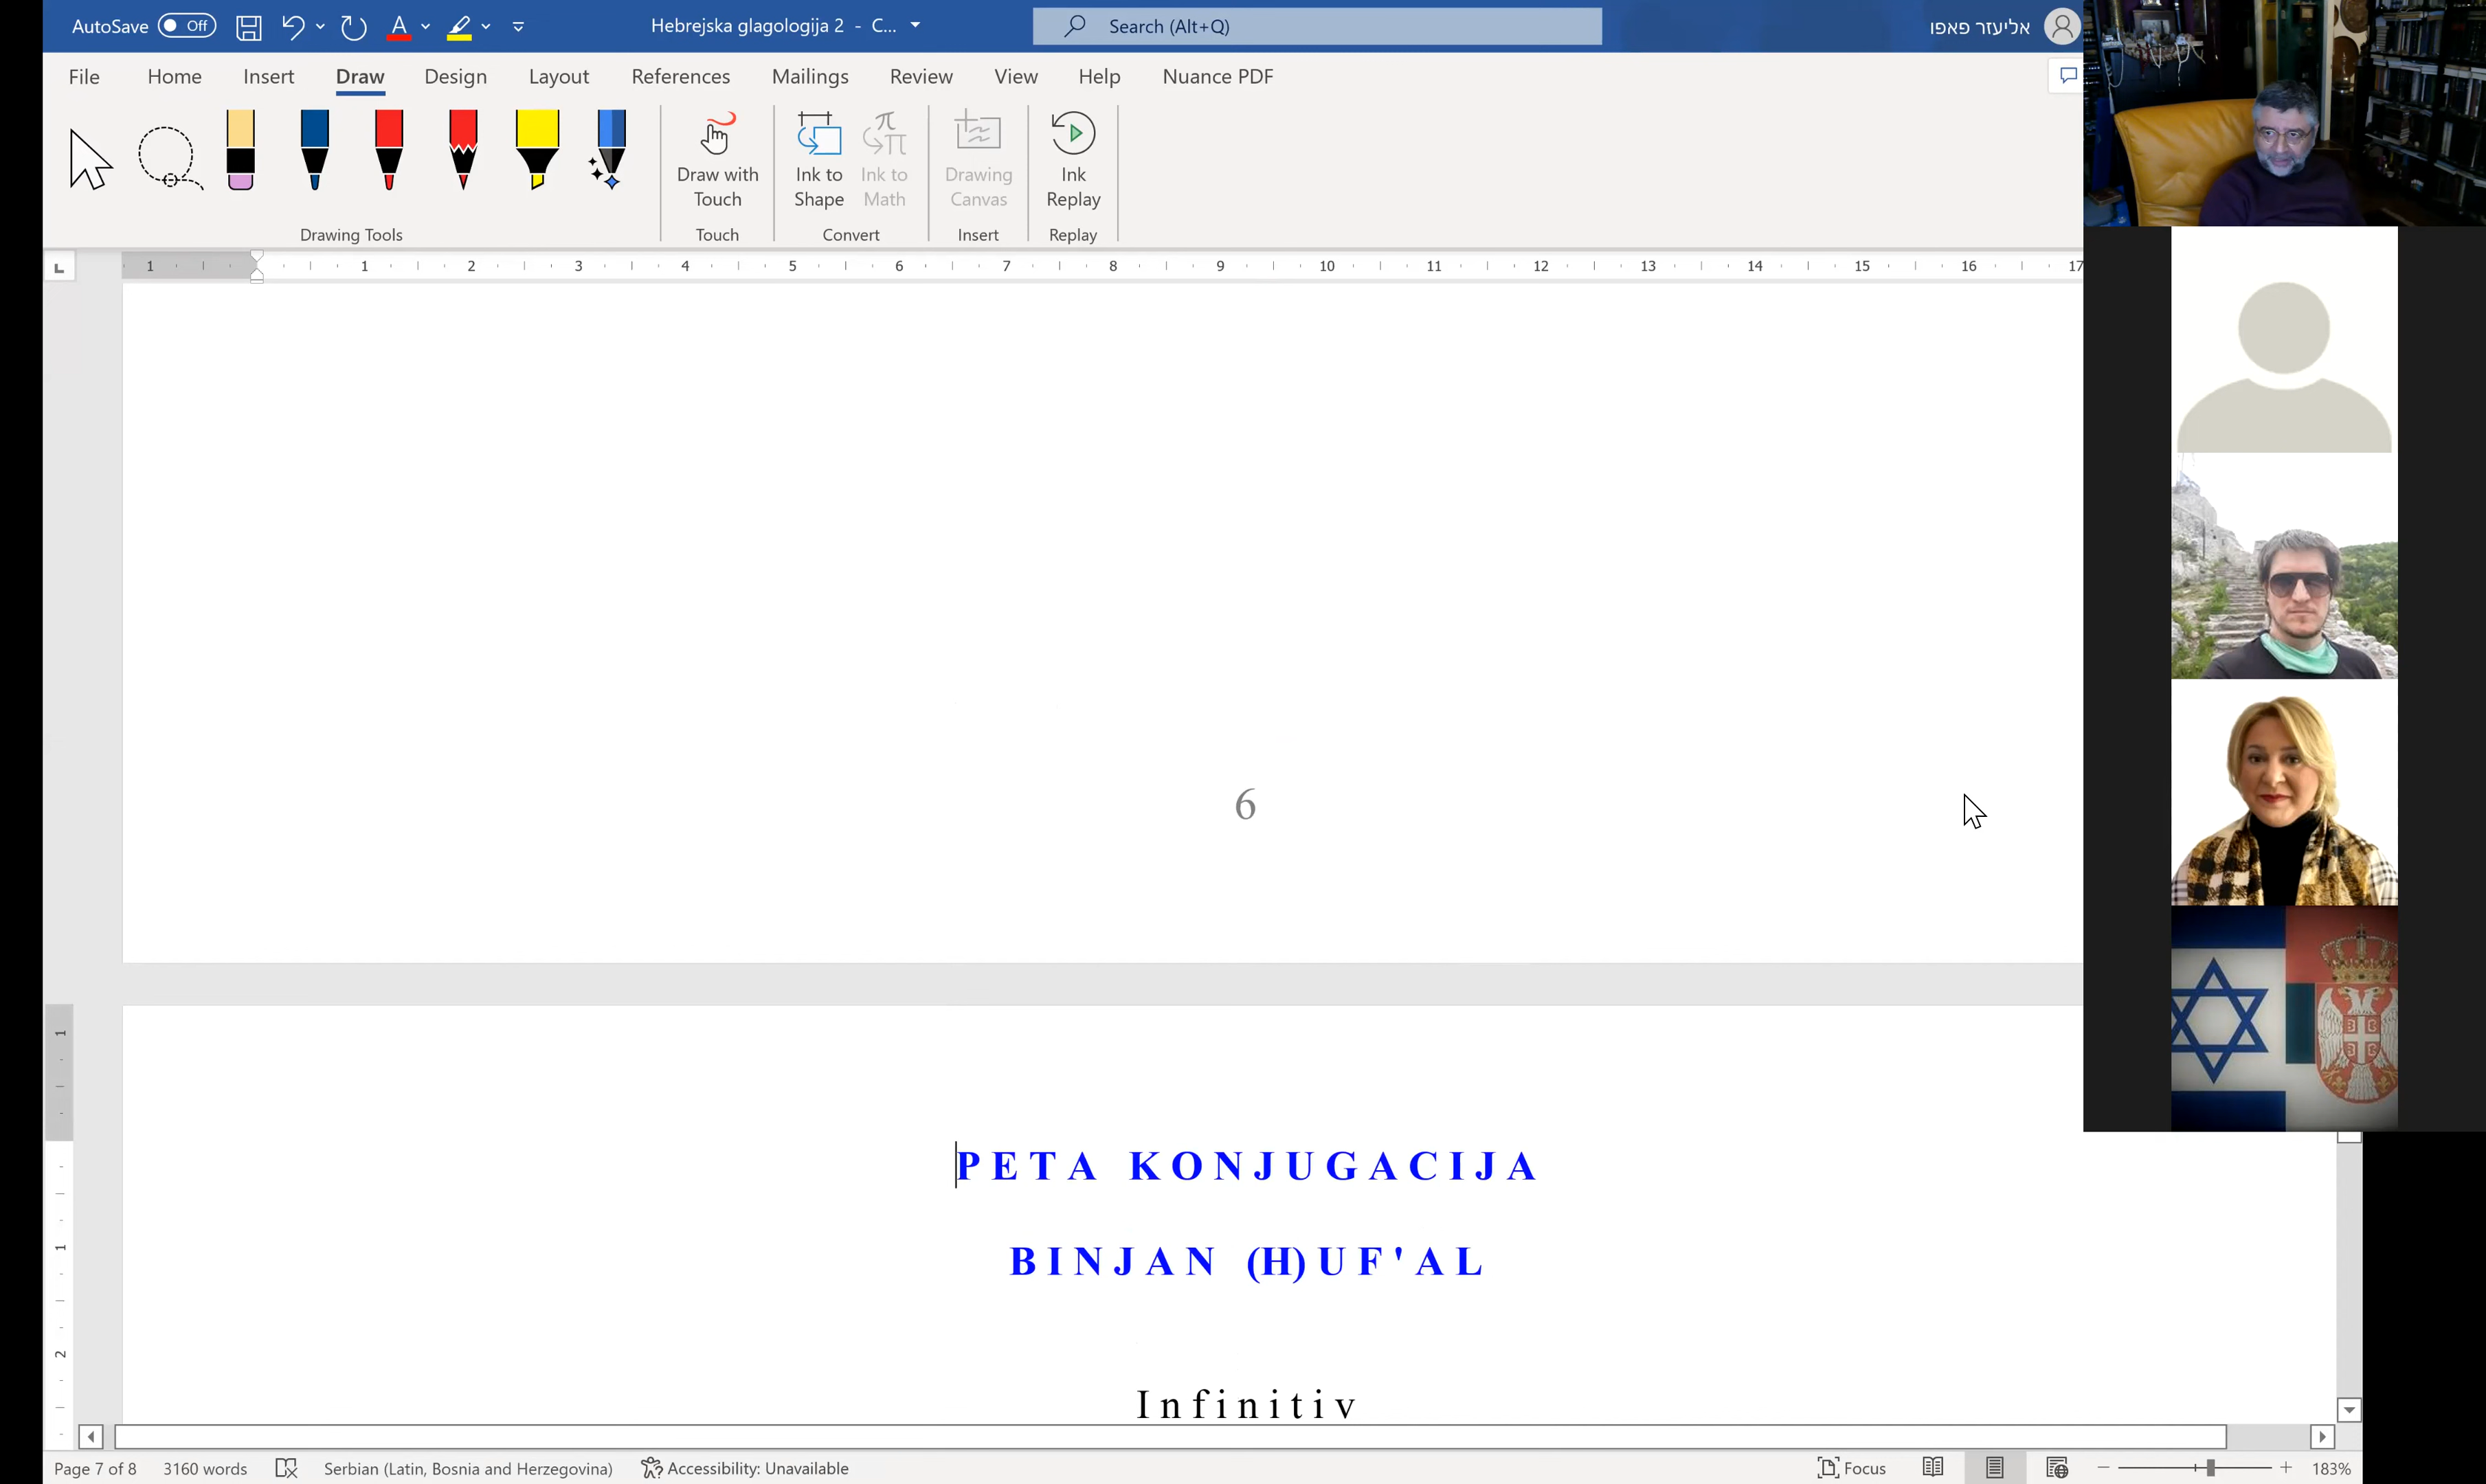 AutoSave Off Hebrejska glagologija 2 - C... Search (Alt+Q) אליעזר פאפו
File Home Insert Draw Design Layout References Mailings Review View Help Nuance PDF
Draw with Touch
Ink to Shape
Ink to Math
Drawing Canvas
Ink Replay
Drawing Tools Touch Convert Insert Replay
1 1 2 3 4 5 6 7 8 9 10 11 12 13 14 15 16 17
6
1
1
2
PETA KONJUGACIJA
BINJAN (H)UF'AL
Infinitiv
Page 7 of 8 3160 words Serbian (Latin, Bosnia and Herzegovina) Accessibility: Unavailable Focus 183%